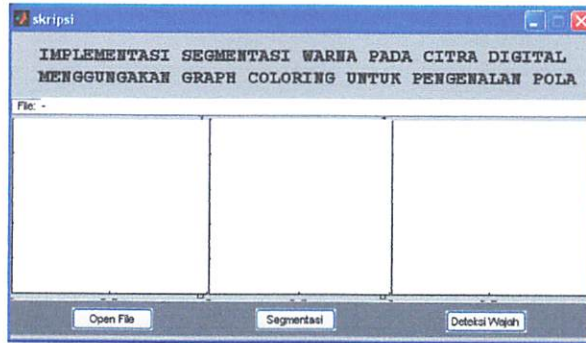 skripsi
IMPLEMENTASI SEGMENTASI WARNA PADA CITRA DIGITAL
MENGGUNGAKAN GRAPH COLORING UNTUK PENGENALAN POLA
File: -
Open File
Segmentasi
Deteksi Wajah